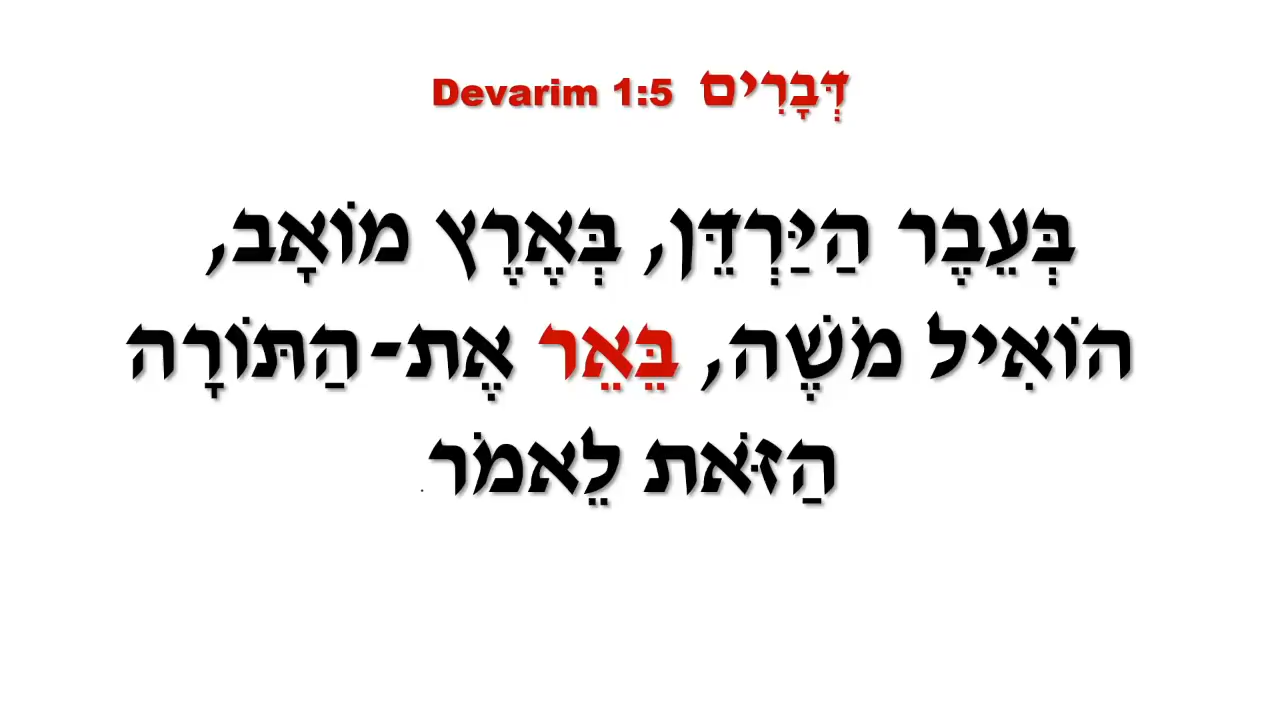 דְּבָרִים Devarim 1:5
בְּעֵבֶר הַיַּרְדֵּן, בְּאֶרֶץ מוֹאָב,
הוֹאִיל מֹשֶׁה, בֵּאֵר אֶת-הַתּוֹרָה
הַזֹּאת לֵאמֹר.